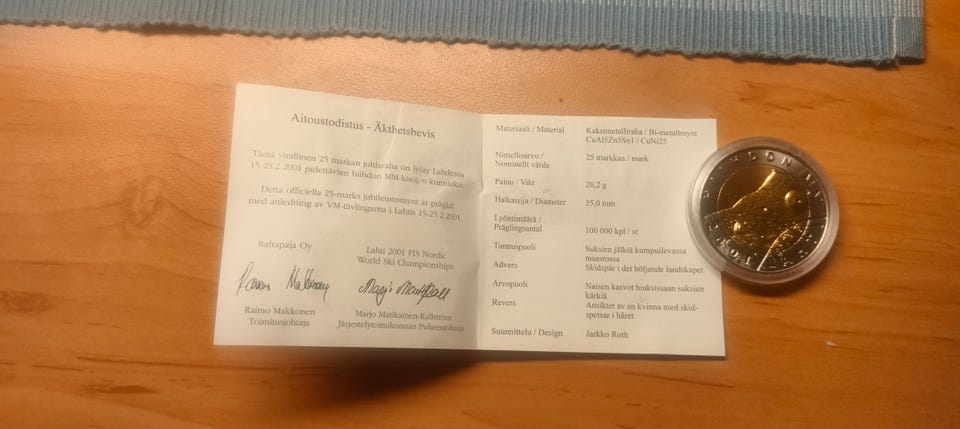 Aitoustodistus - Äkthetsbevis
Tämä virallinen 25 markan juhlaraha on lyöty Lahdessa
15-25.2.2001 pidettävien hiihdon MM-kisojen kunniaksi
Detta officiella 25-marks jubileumsmynt är präglat
med anledning av VM-tävlingarna i Lahtis 15-25.2.2001.
Rahapaja Oy
Lahti 2001 FIS Nordic
World Ski Championships
Raimo Makkonen
Toimitusjohtaja
Marjo Matikainen-Kallström
Järjestelytoimikunnan Puheenjohtaja
Materiaali / Material
Kaksimetalliraha / Bi-metallmynt
CuAl5Zn5Sn1 / CuNi25
Nimellisarvo /
Nominellt värde
25 markkaa / mark
Paino / Vikt
20,2 g
Halkaisija / Diameter
35,0 mm
Lyöntimäärä /
Präglingsantal
100 000 kpl / st
Tunnuspuoli
Suksien jälkiä kumpuilevassa
maastossa
Advers
Skidspår i det böljande landskapet
Arvopuoli
Naisen kasvot hiuksissaan suksien
kärkiä
Revers
Ansiktet av en kvinna med skid-
spetsar i håret
Suunnittelu / Design
Jarkko Roth
HIIHDON MM